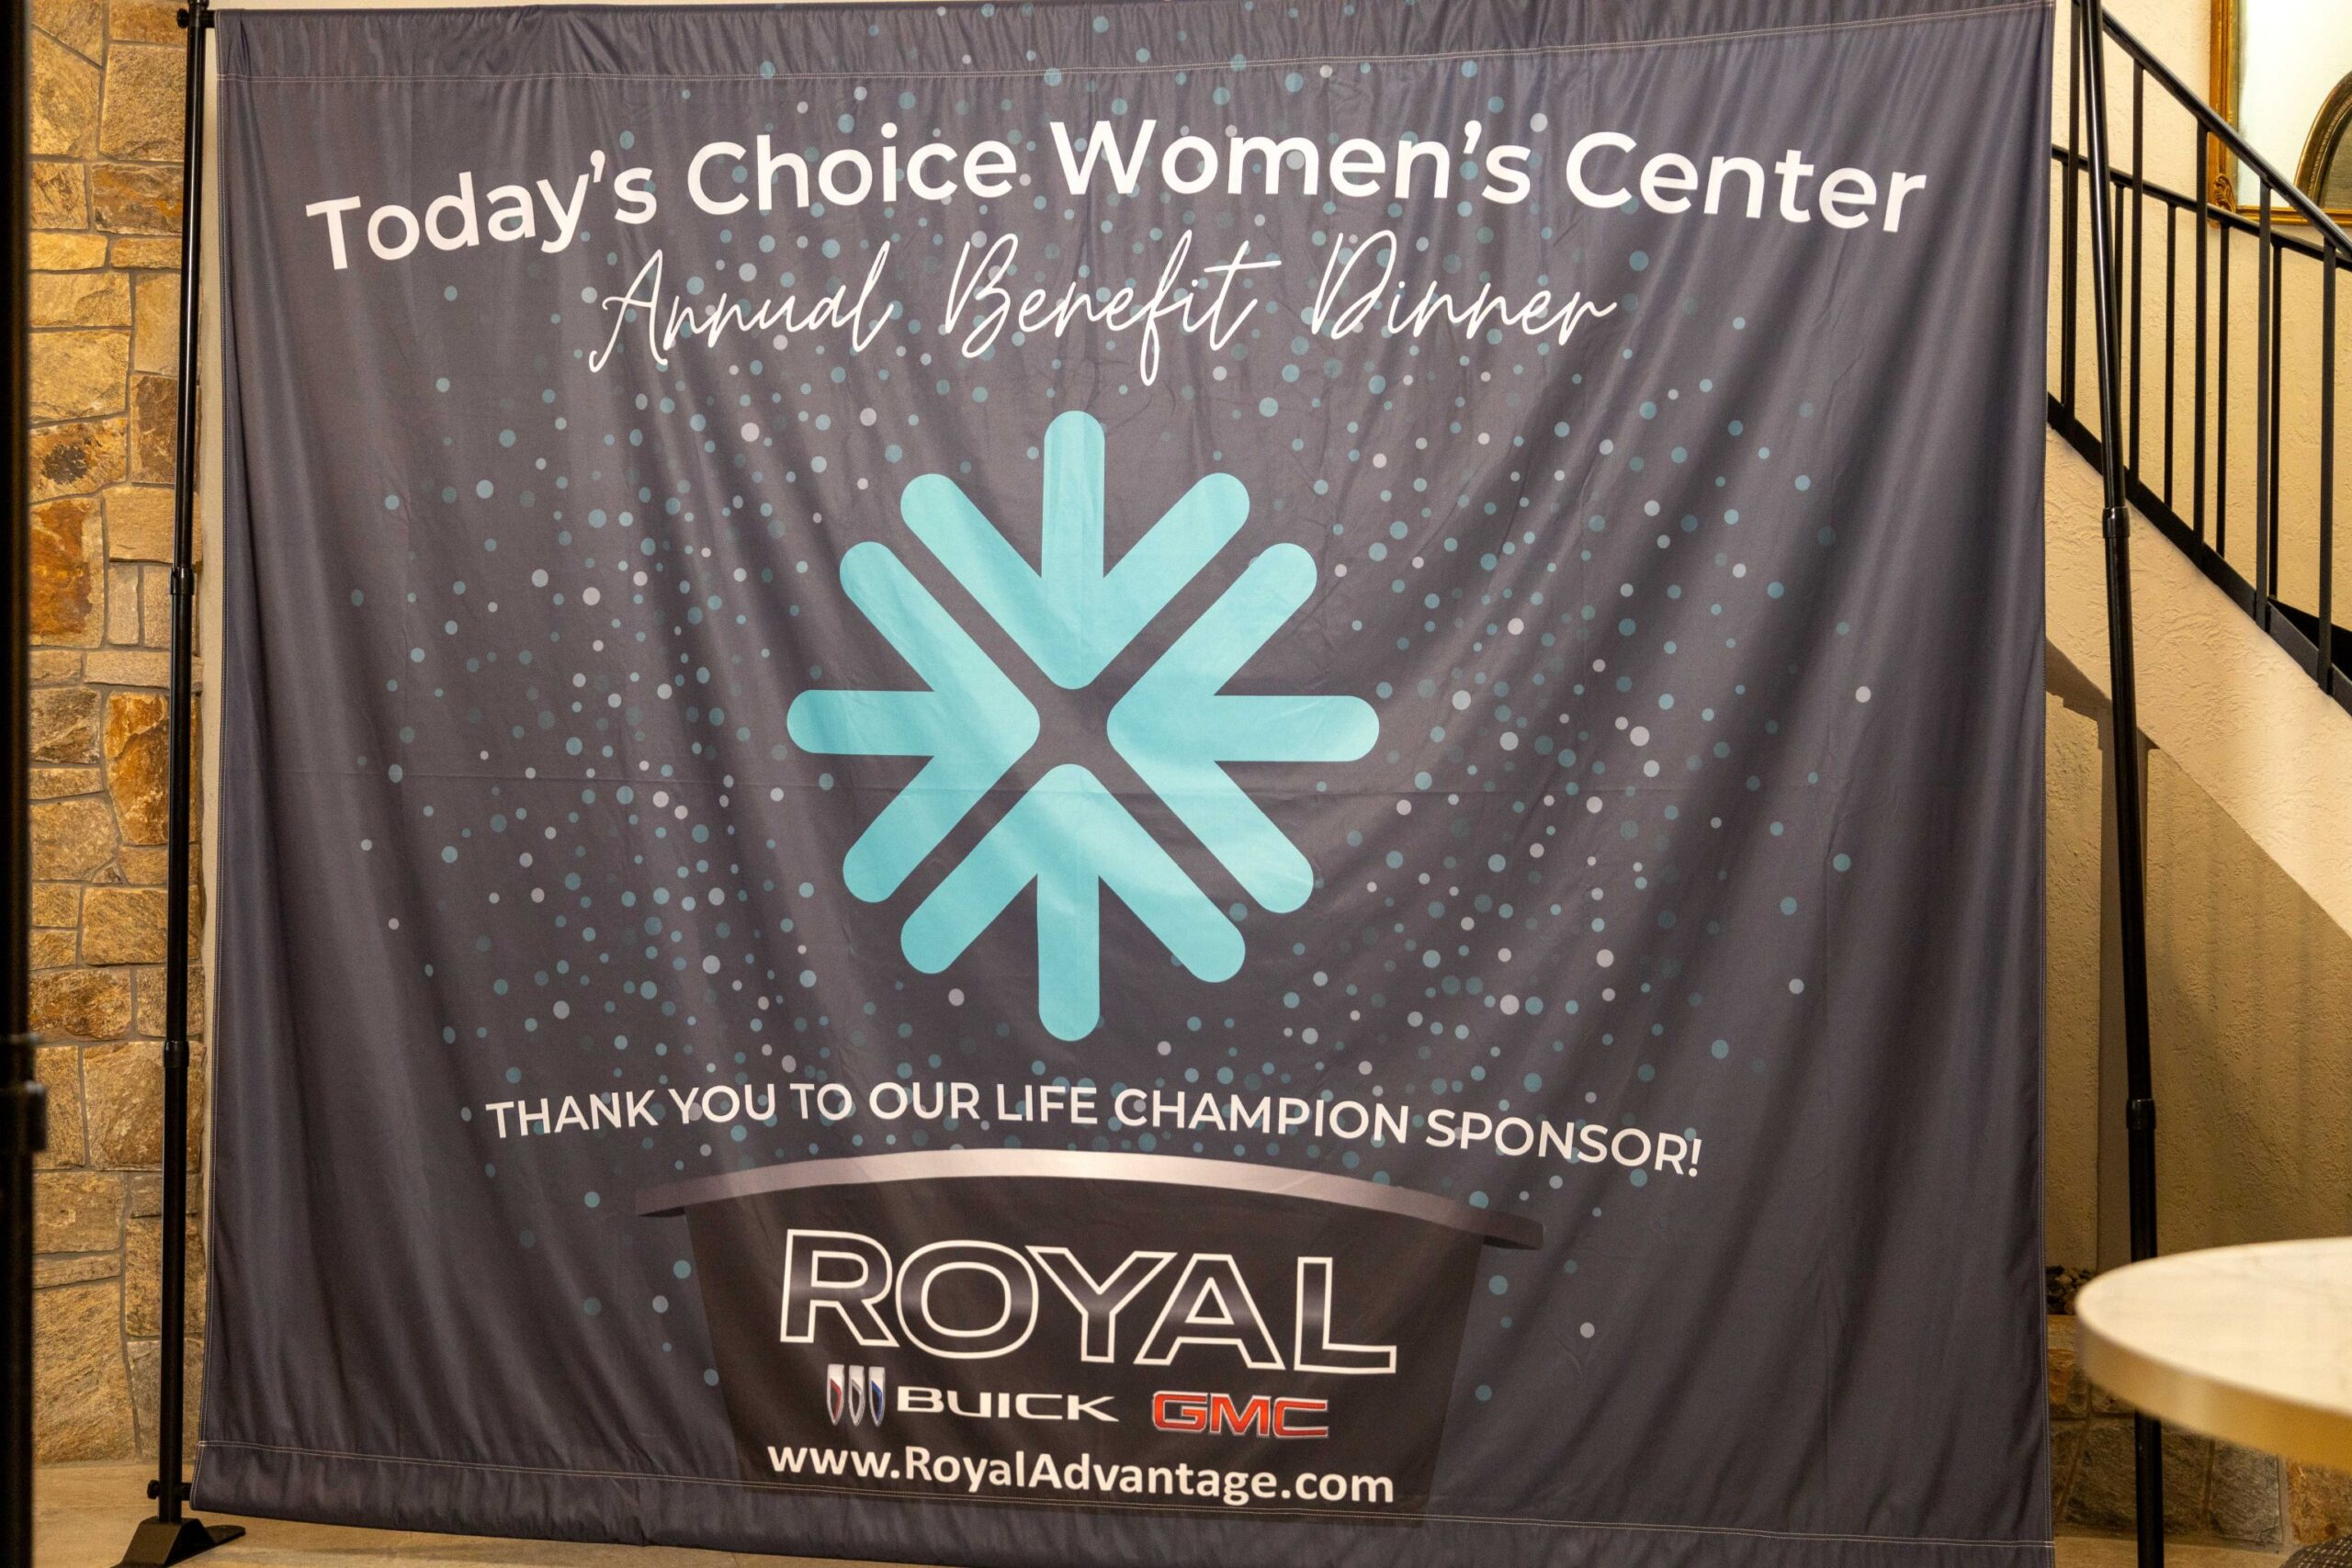 Today's Choice Women's Center
Annual Benefit Dinner
THANK YOU TO OUR LIFE CHAMPION SPONSOR!
ROYAL
BUICK GMC
www.RoyalAdvantage.com